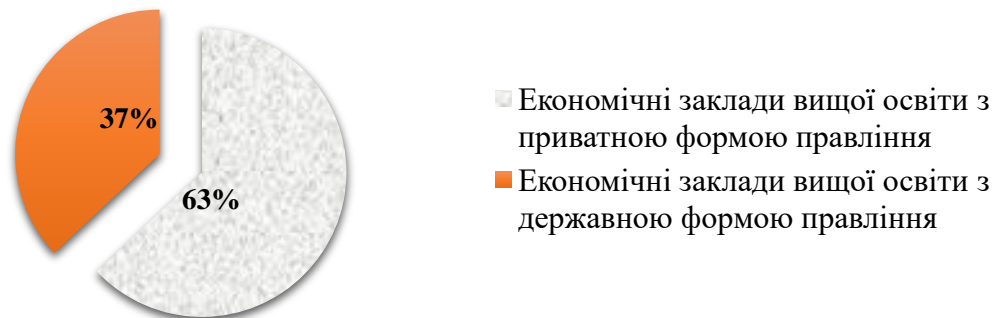 37%
63%
Економічні заклади вищої освіти з
приватною формою правління
Економічні заклади вищої освіти з
державною формою правління